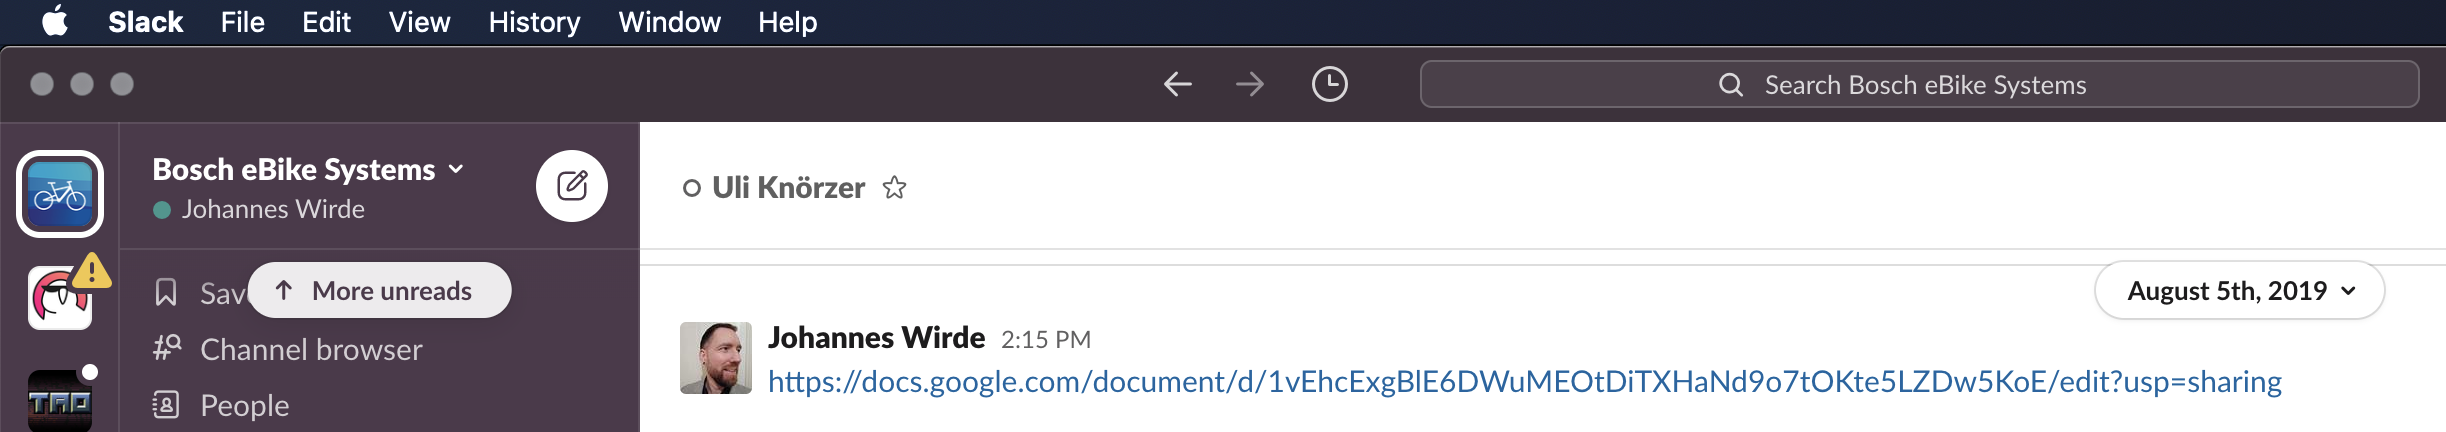 Slack File Edit View History Window Help
Search Bosch eBike Systems
Bosch eBike Systems
Johannes Wirde
Uli Knörzer
More unreads
August 5th, 2019
Channel browser
People
TAO
Johannes Wirde 2:15 PM
https://docs.google.com/document/d/1vEhcExgBlE6DWuMEOtDiTXHaNd9o7tOKte5LZDw5KoE/edit?usp=sharing